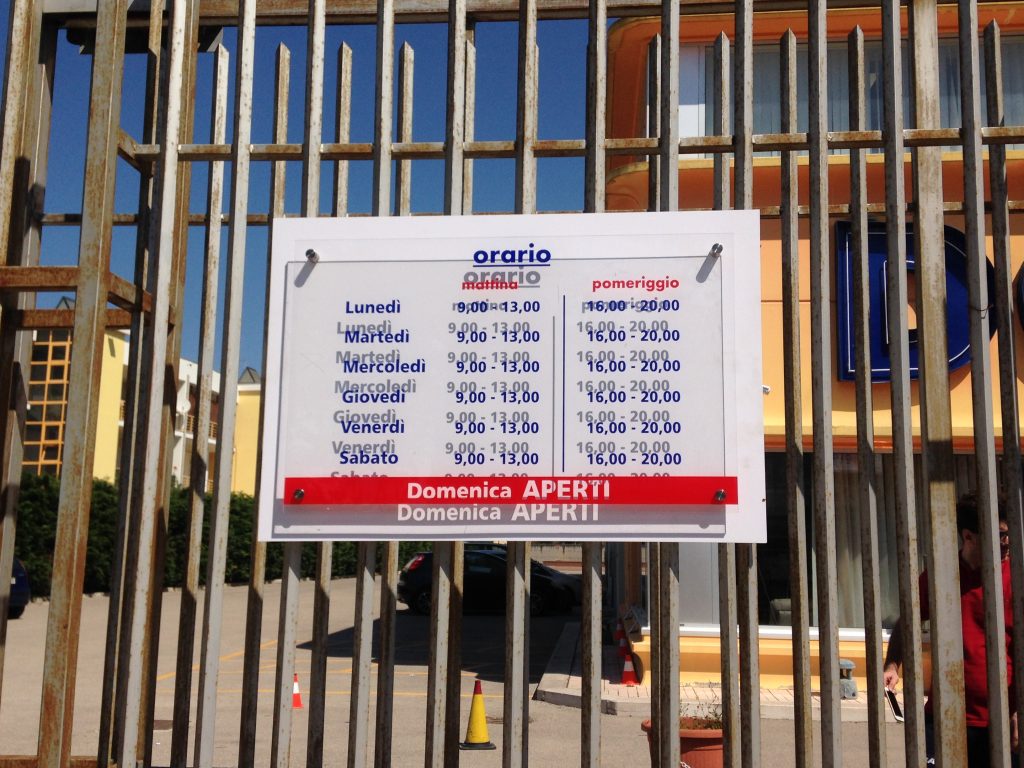 orario
mattina pomeriggio
Lunedì 9,00 - 13,00 16,00 - 20,00
Martedì 9,00 - 13,00 16,00 - 20,00
Mercoledì 9,00 - 13,00 16,00 - 20,00
Giovedì 9,00 - 13,00 16,00 - 20,00
Venerdì 9,00 - 13,00 16,00 - 20,00
Sabato 9,00 - 13,00 16,00 - 20,00
Domenica APERTI